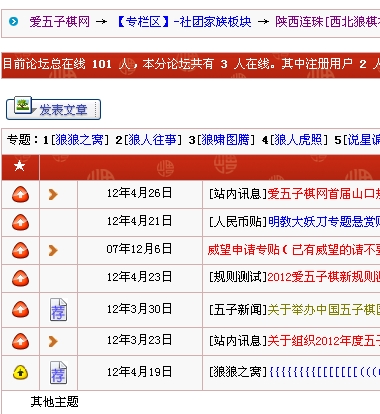 爱五子棋网 → 【专栏区】-社团家族板块 → 陕西连珠[西北狼棋
目前论坛总在线 101 人，本分论坛共有 3 人在线。其中注册用户 2 人
发表文章
专题：1[狼狼之窝] 2[狼人往事] 3[狼啸图腾] 4[狼人虎照] 5[说星谈
★
12年4月26日 [站内讯息]爱五子棋网首届山口规
12年4月21日 [人民币贴]明教大妖刀专题悬赏贴
07年12月6日 威望申请专贴（已有威望的请不要
12年4月23日 [规则测试]2012爱五子棋新规则测
荐 12年3月30日 [五子新闻]关于举办中国五子棋
12年3月23日 [站内讯息]关于组织2012年度五子
荐 12年4月19日 [狼狼之窝]{{{{{{{{[[[[[[[(((
其他主题